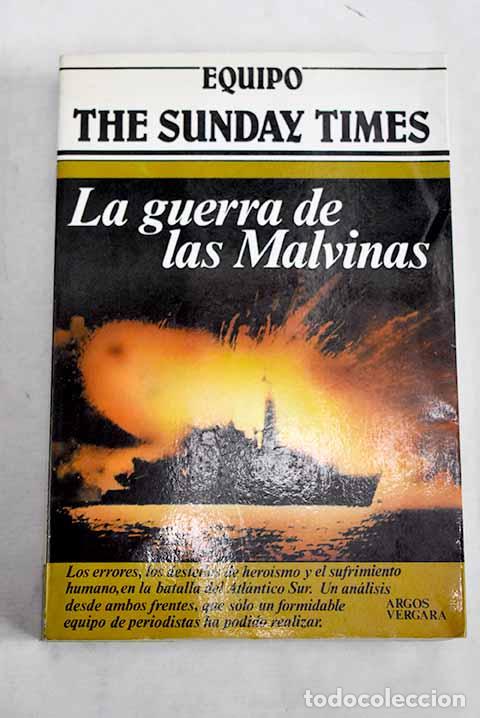 EQUIPO
THE SUNDAY TIMES
La guerra de
las Malvinas
Los errores, los destellos de heroísmo y el sufrimiento
humano, en la batalla del Atlántico Sur. Un análisis
desde ambos frentes, que sólo un formidable
equipo de periodistas ha podido realizar.
ARGOS
VERGARA
todocoleccion